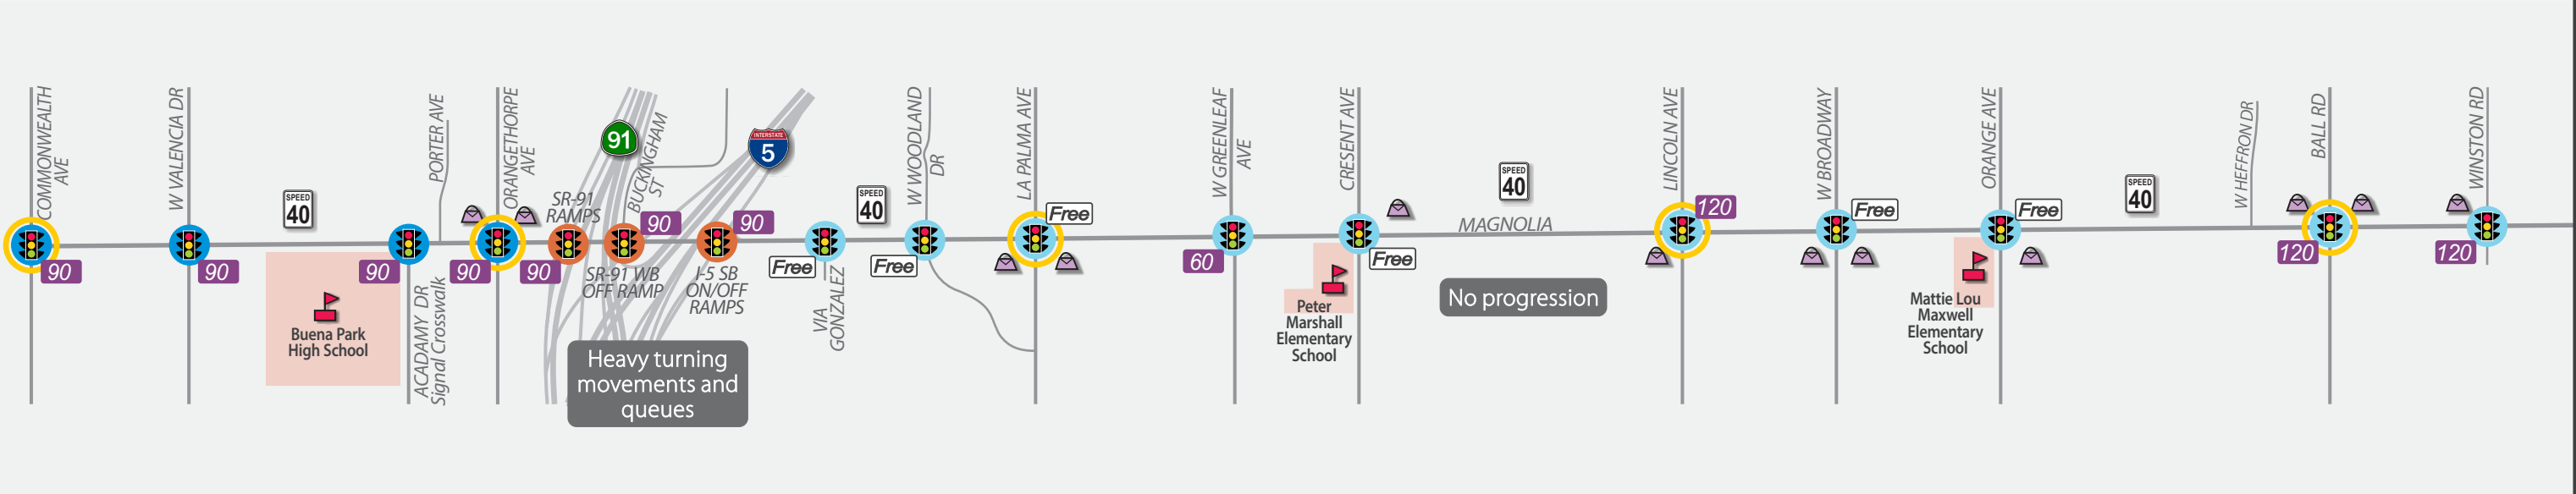 COMMONWEALTH
AVE
90
W VALENCIA DR
90
SPEED
40
Buena Park
High School
90
ACADAMY DR
Signal Crosswalk
PORTER AVE
90
ORANGETHORPE
AVE
90
SR-91
RAMPS
91
BUCKINGHAM
ST
90
SR-91 WB
OFF RAMP
Heavy turning
movements and
queues
INTERSTATE
5
90
I-5 SB
ON/OFF
RAMPS
Free
VIA
GONZALEZ
SPEED
40
W WOODLAND
DR
Free
LA PALMA AVE
Free
W GREENLEAF
AVE
60
CRESENT AVE
Free
Peter
Marshall
Elementary
School
SPEED
40
MAGNOLIA
No progression
LINCOLN AVE
120
W BROADWAY
Free
ORANGE AVE
Free
Mattie Lou
Maxwell
Elementary
School
SPEED
40
W HEFFRON DR
BALL RD
120
WINSTON RD
120